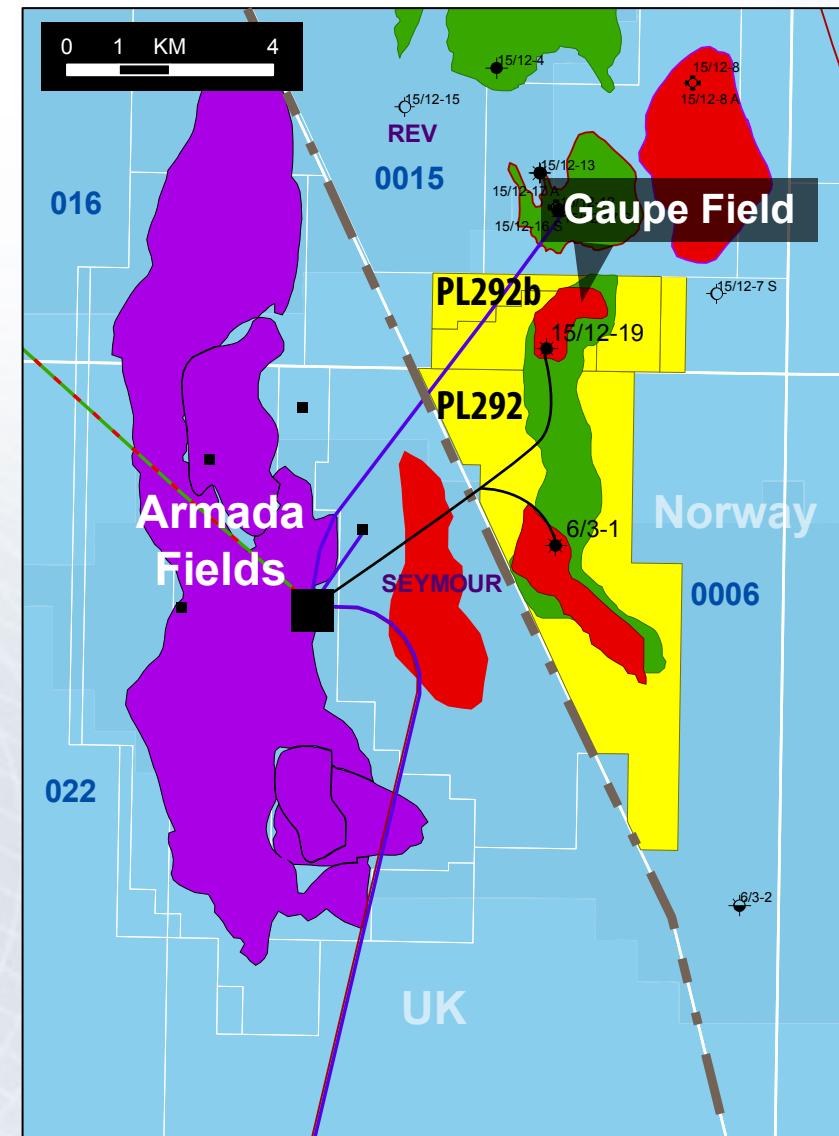 0 1 KM 4
15/12-4
15/12-8
15/12-8 A
15/12-15
REV
0015
016
15/12-13
15/12-17 A
15/12-16 S
Gaupe Field
15/12-7 S
PL292b
15/12-19
PL292
Armada
Fields
6/3-1
Norway
SEYMOUR
0006
022
6/3-2
UK